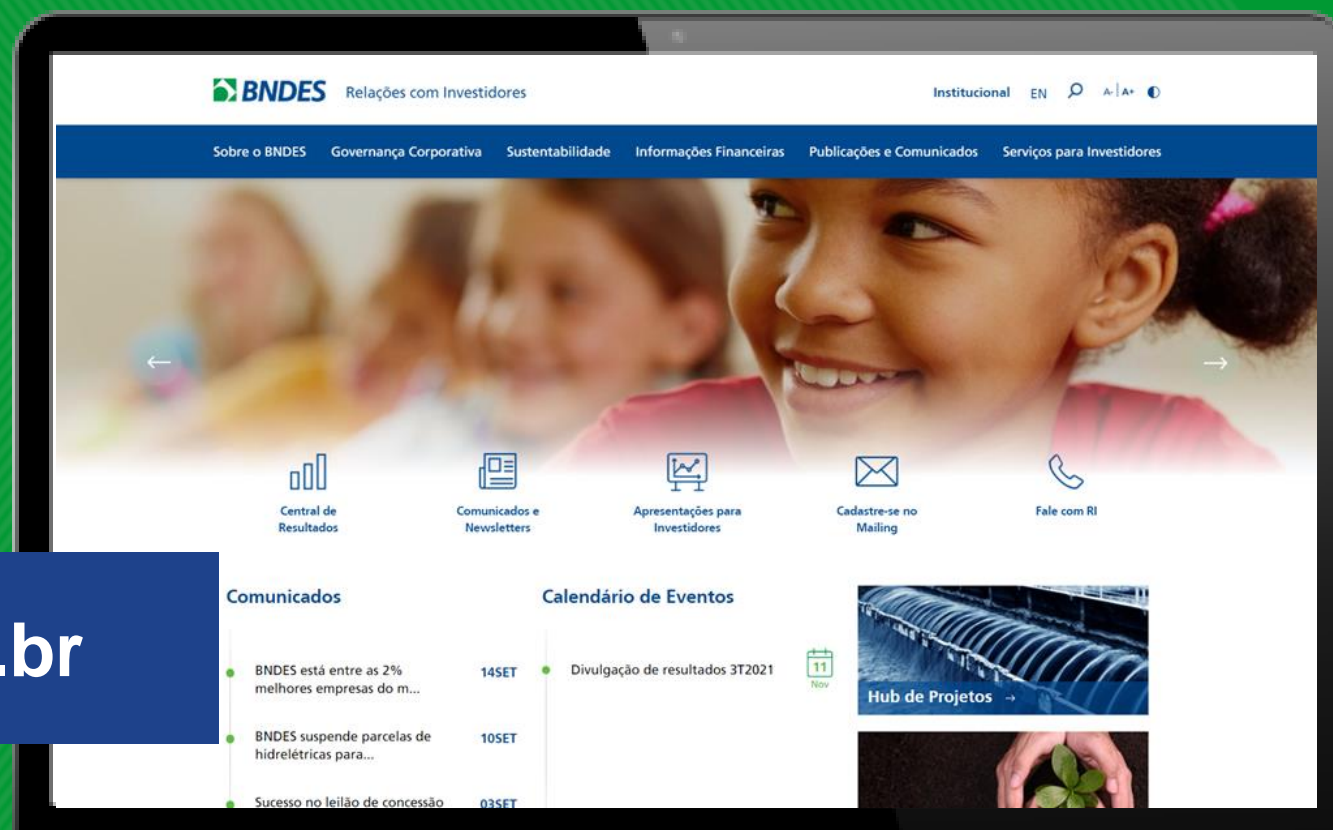 BNDES Relações com Investidores
Institucional EN A- A+
Sobre o BNDES Governança Corporativa Sustentabilidade Informações Financeiras Publicações e Comunicados Serviços para Investidores
Central de
Resultados
Comunicados e
Newsletters
Apresentações para
Investidores
Cadastre-se no
Mailing
Fale com RI
.br
Comunicados
BNDES está entre as 2%
melhores empresas do m...
14SET
BNDES suspende parcelas de
hidrelétricas para...
10SET
Sucesso no leilão de concessão
03SET
Calendário de Eventos
Divulgação de resultados 3T2021
11
Nov
Hub de Projetos →